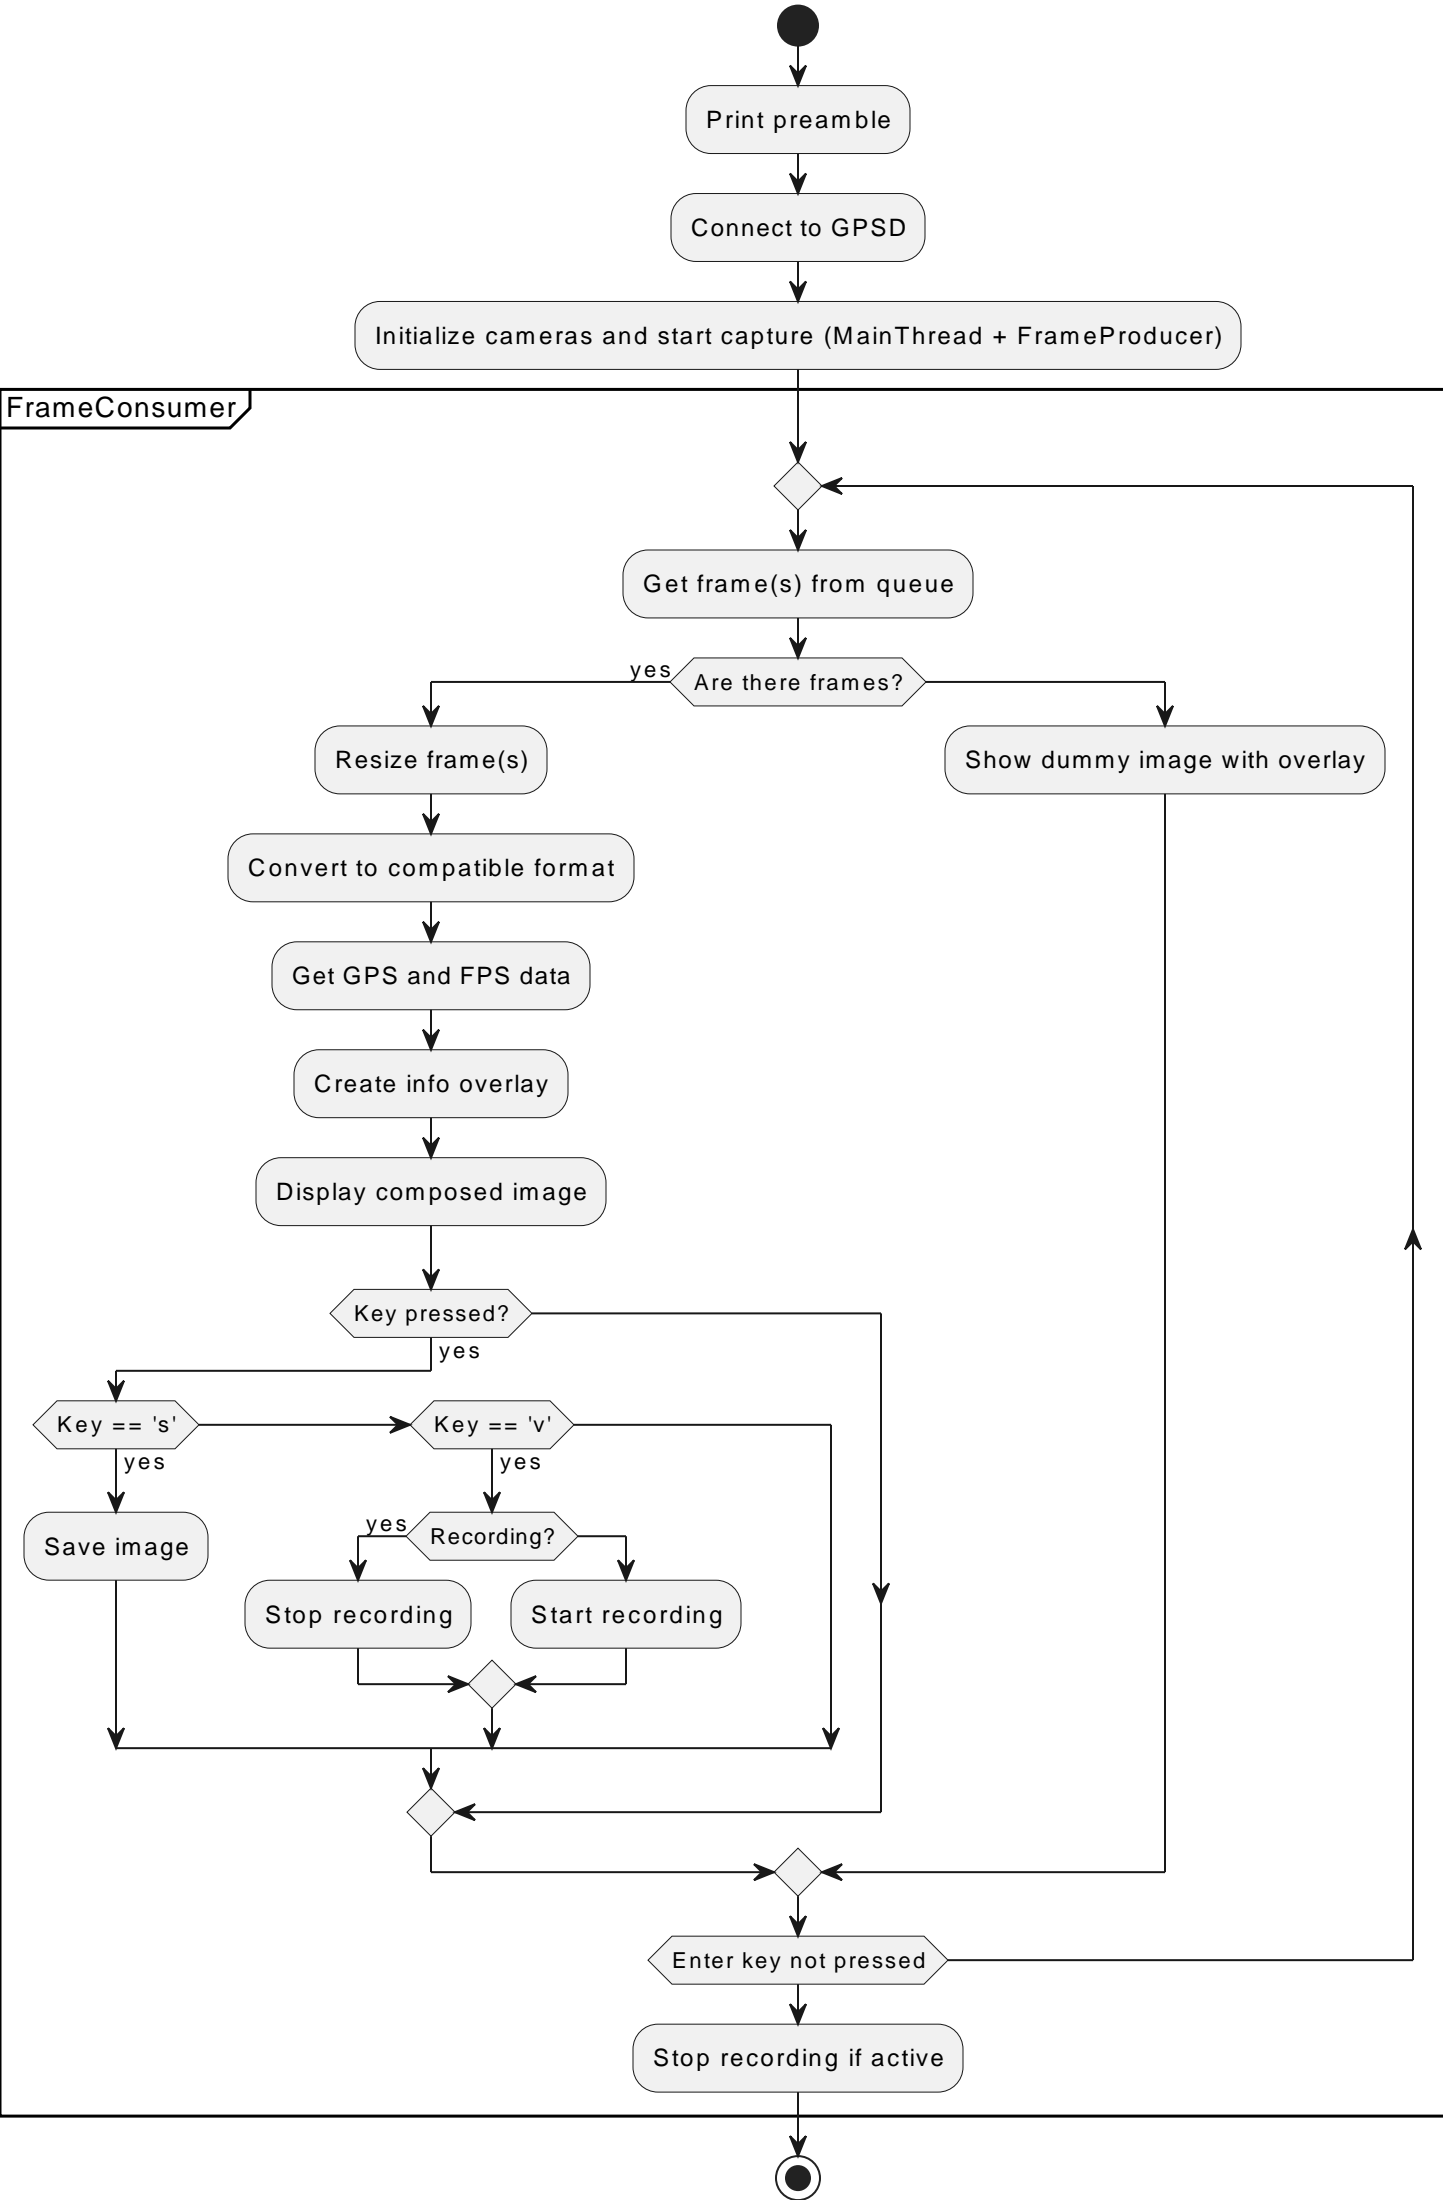 Print preamble
Connect to GPSD
Initialize cameras and start capture (MainThread + FrameProducer)
FrameConsumer
Get frame(s) from queue
Are there frames?
yes
Resize frame(s)
Show dummy image with overlay
Convert to compatible format
Get GPS and FPS data
Create info overlay
Display composed image
Key pressed?
yes
Key == 's'
yes
Key == 'v'
yes
Save image
Recording?
yes
Stop recording
Start recording
Enter key not pressed
Stop recording if active